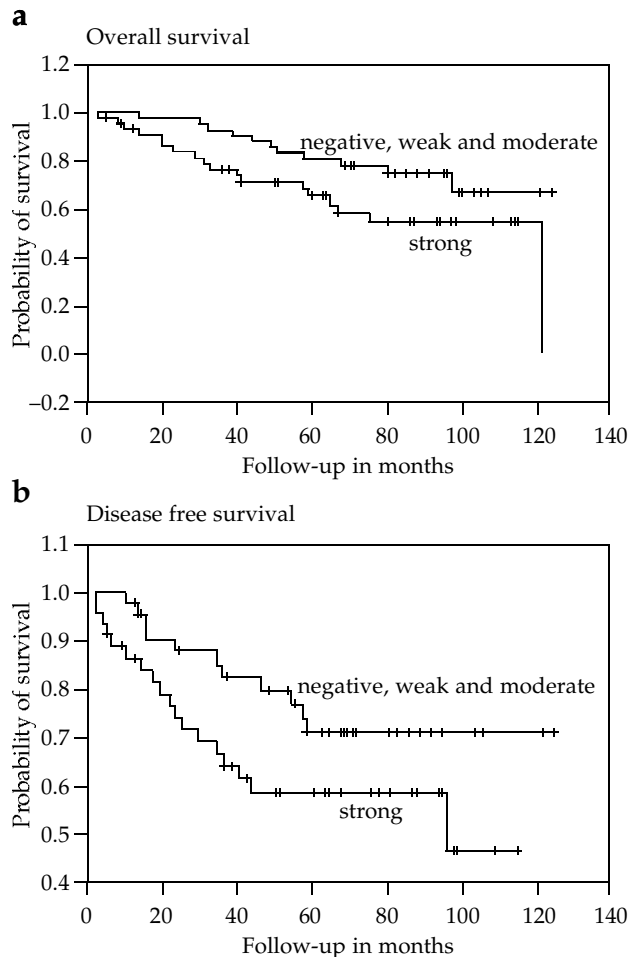 a
Overall survival
1.2
1.0
0.8
0.6
0.4
0.2
0.0
–0.2
Probability of survival
negative, weak and moderate
strong
0 20 40 60 80 100 120 140
Follow-up in months
b
Disease free survival
1.1
1.0
0.9
0.8
0.7
0.6
0.5
0.4
Probability of survival
negative, weak and moderate
strong
0 20 40 60 80 100 120 140
Follow-up in months